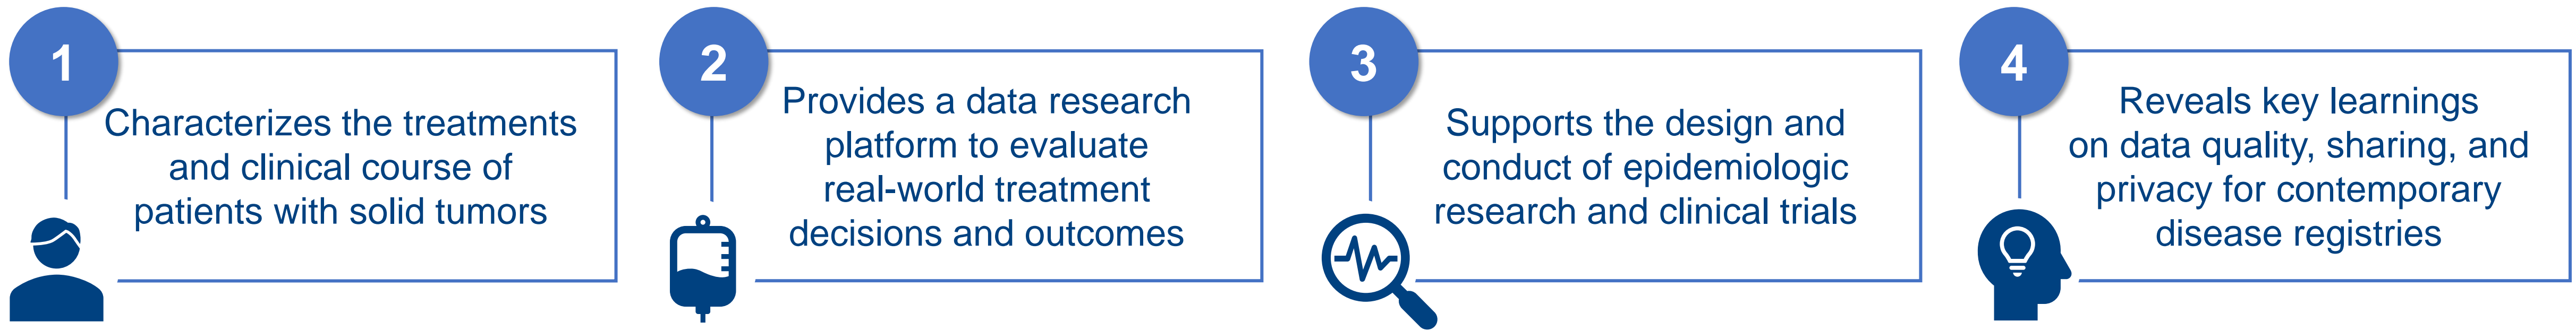 1
Characterizes the treatments
and clinical course of
patients with solid tumors
2
Provides a data research
platform to evaluate
real-world treatment
decisions and outcomes
3
Supports the design and
conduct of epidemiologic
research and clinical trials
4
Reveals key learnings
on data quality, sharing, and
privacy for contemporary
disease registries